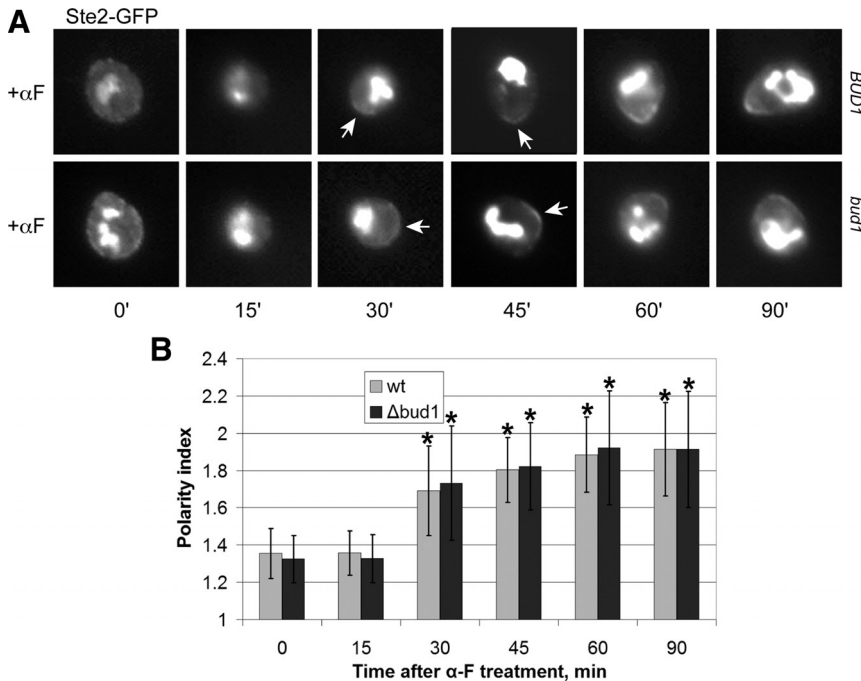 A
Ste2-GFP
+αF
BUD1
+αF
bud1
0' 15' 30' 45' 60' 90'
B
2.4
2.2
2
1.8
1.6
1.4
1.2
1
Polarity index
wt
Δbud1
* * * * * * * *
0 15 30 45 60 90
Time after α-F treatment, min